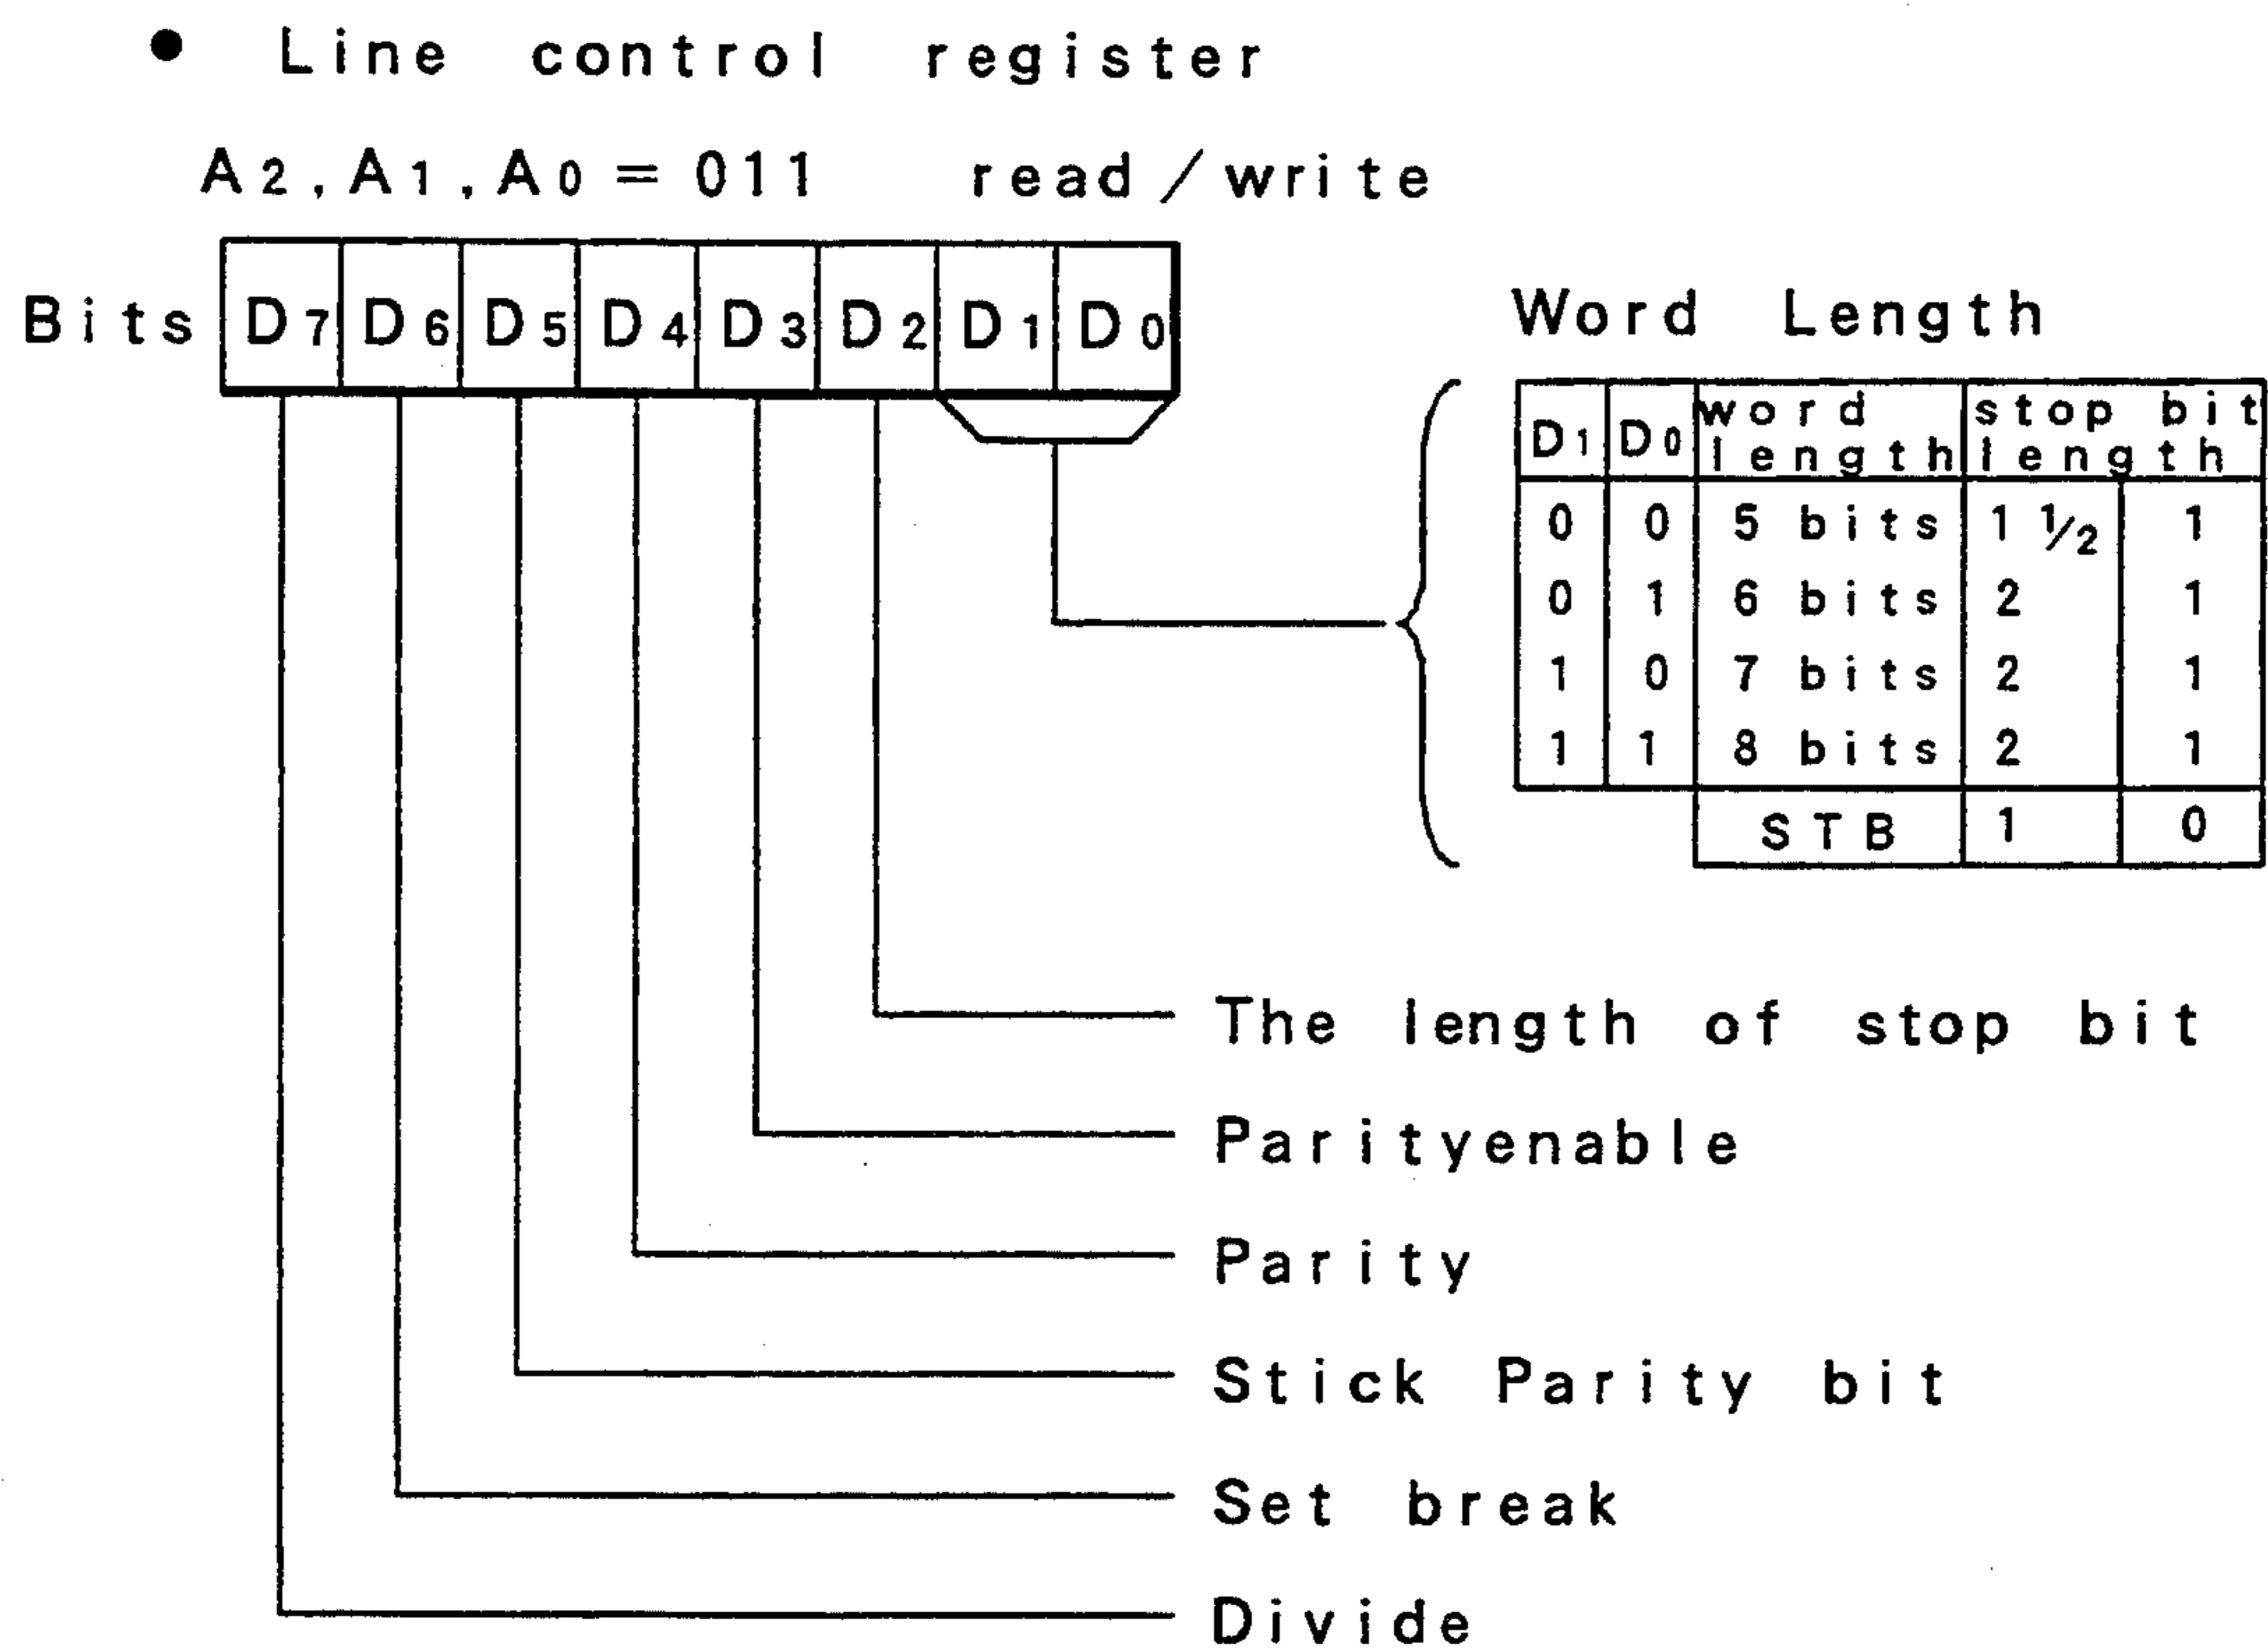 ● Line control register
A2,A1,A0=011 read/write
Bits D7 D6 D5 D4 D3 D2 D1 D0
Word Length
D1 D0 word length stop bit length
0 0 5 bits 1 1/2 1
0 1 6 bits 2 1
1 0 7 bits 2 1
1 1 8 bits 2 1
STB 1 0
The length of stop bit
Parityenable
Parity
Stick Parity bit
Set break
Divide